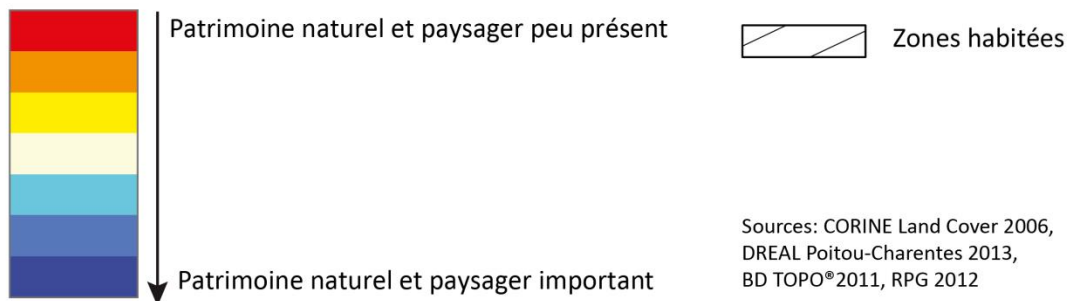 Patrimoine naturel et paysager peu présent
Zones habitées
Patrimoine naturel et paysager important
Sources: CORINE Land Cover 2006,
DREAL Poitou-Charentes 2013,
BD TOPO®2011, RPG 2012